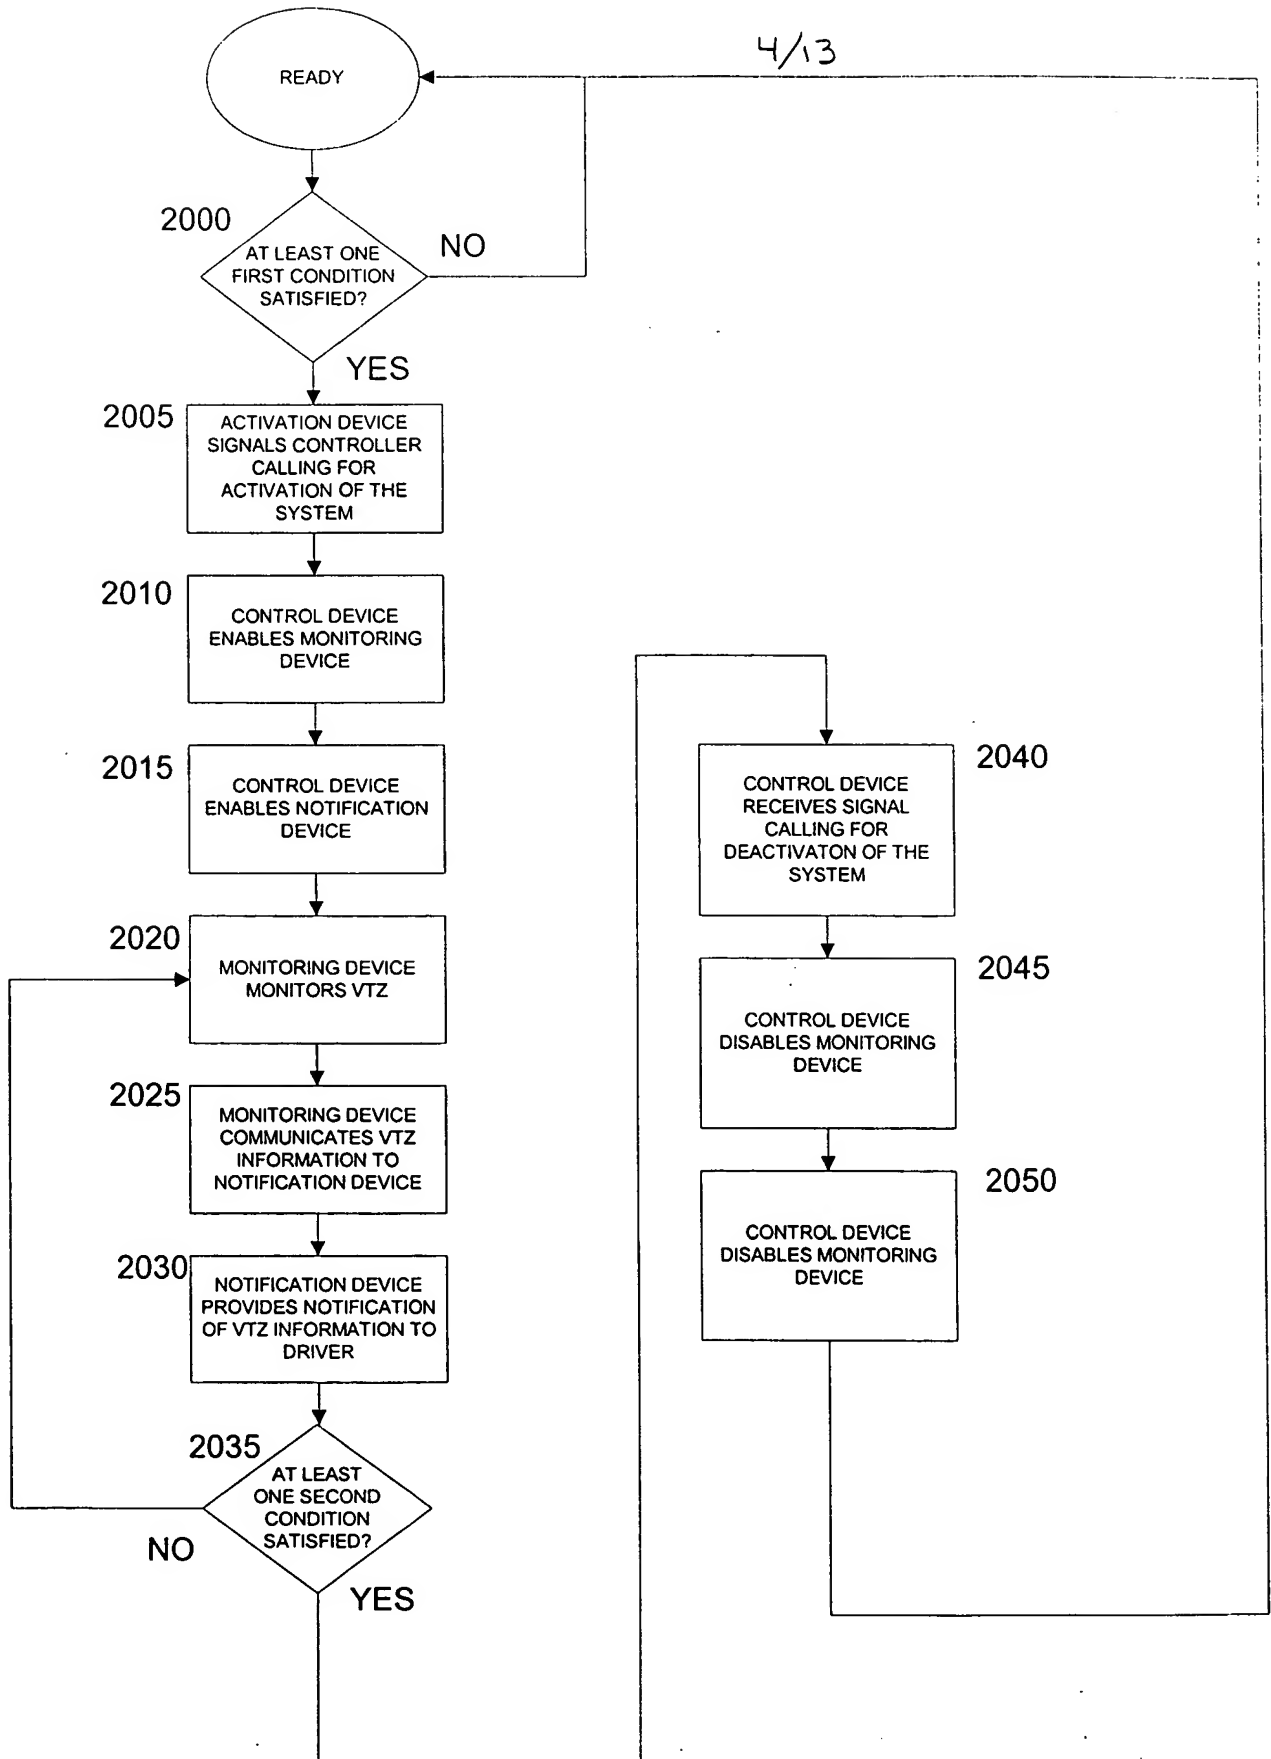 4/13
READY
2000
AT LEAST ONE
FIRST CONDITION
SATISFIED?
NO
YES
2005
ACTIVATION DEVICE
SIGNALS CONTROLLER
CALLING FOR
ACTIVATION OF THE
SYSTEM
2010
CONTROL DEVICE
ENABLES MONITORING
DEVICE
2015
CONTROL DEVICE
ENABLES NOTIFICATION
DEVICE
2020
MONITORING DEVICE
MONITORS VTZ
2025
MONITORING DEVICE
COMMUNICATES VTZ
INFORMATION TO
NOTIFICATION DEVICE
2030
NOTIFICATION DEVICE
PROVIDES NOTIFICATION
OF VTZ INFORMATION TO
DRIVER
2035
AT LEAST
ONE SECOND
CONDITION
SATISFIED?
NO
YES
2040
CONTROL DEVICE
RECEIVES SIGNAL
CALLING FOR
DEACTIVATON OF THE
SYSTEM
2045
CONTROL DEVICE
DISABLES MONITORING
DEVICE
2050
CONTROL DEVICE
DISABLES MONITORING
DEVICE